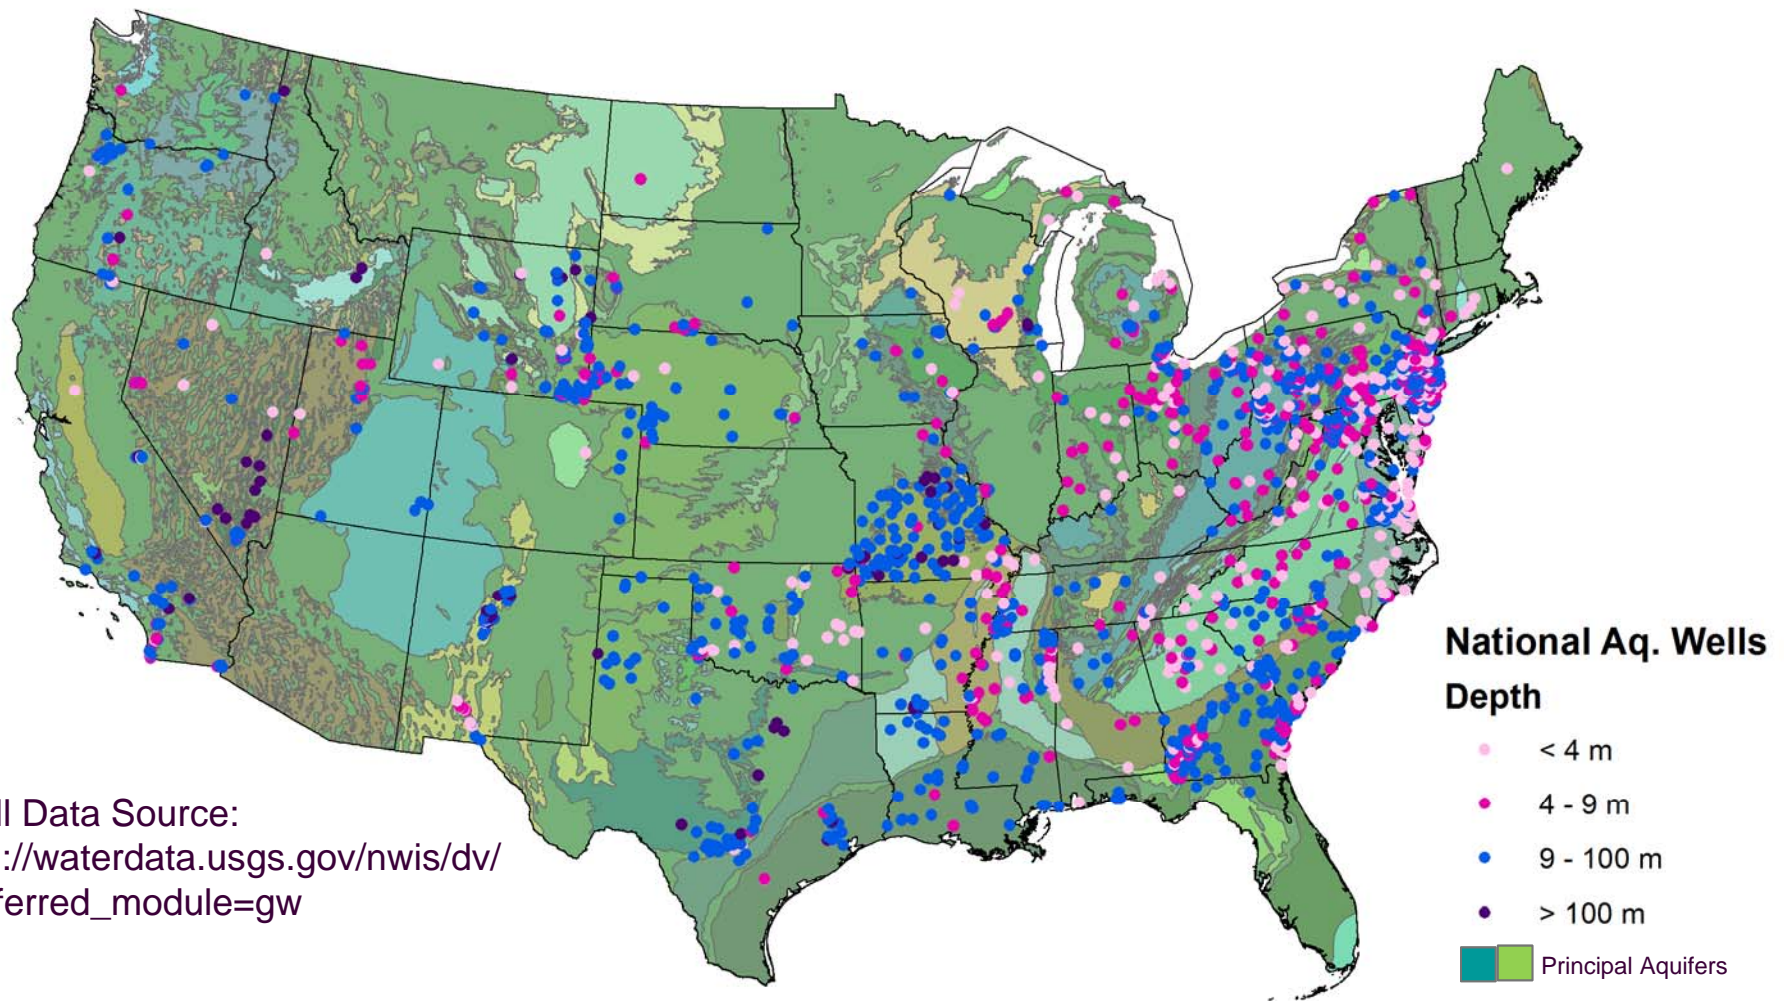 National Aq. Wells
Depth
< 4 m
4 - 9 m
9 - 100 m
> 100 m
Principal Aquifers
ll Data Source:
://waterdata.usgs.gov/nwis/dv/
ferred_module=gw